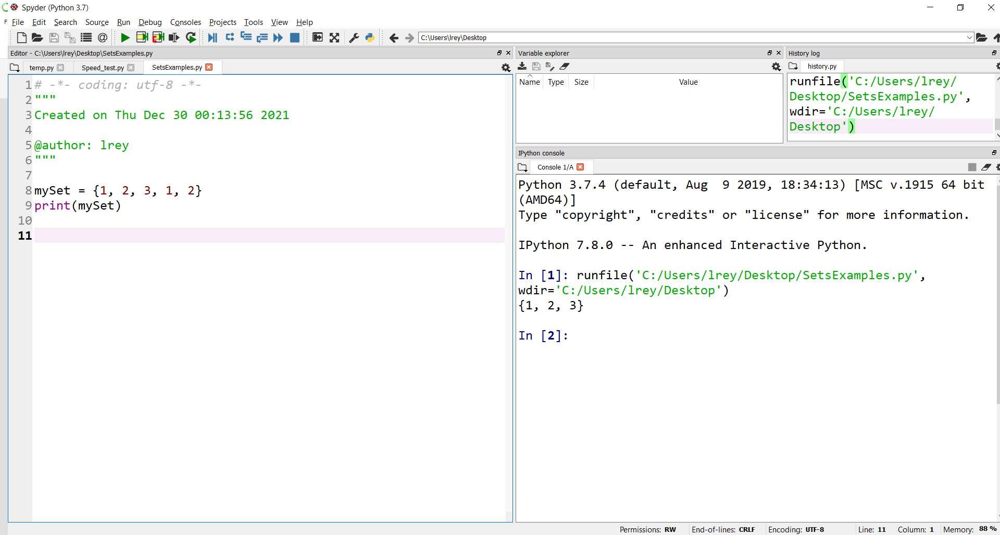 Spyder (Python 3.7)
F File Edit Search Source Run Debug Consoles Projects Tools View Help
C:\Users\lrey\Desktop
Editor - C:\Users\lrey\Desktop\SetsExamples.py
temp.py Speed_test.py SetsExamples.py
1 # -*- coding: utf-8 -*-
2 """
3 Created on Thu Dec 30 00:13:56 2021
4
5 @author: lrey
6 """
7
8 mySet = {1, 2, 3, 1, 2}
9 print(mySet)
10
11
Variable explorer
Name Type Size Value
History log
history.py
runfile('C:/Users/lrey/
Desktop/SetsExamples.py',
wdir='C:/Users/lrey/
Desktop')
IPython console
Console 1/A
Python 3.7.4 (default, Aug  9 2019, 18:34:13) [MSC v.1915 64 bit
(AMD64)]
Type "copyright", "credits" or "license" for more information.
IPython 7.8.0 -- An enhanced Interactive Python.
In [1]: runfile('C:/Users/lrey/Desktop/SetsExamples.py',
wdir='C:/Users/lrey/Desktop')
{1, 2, 3}
In [2]:
Permissions: RW End-of-lines: CRLF Encoding: UTF-8 Line: 11 Column: 1 Memory: 88 %